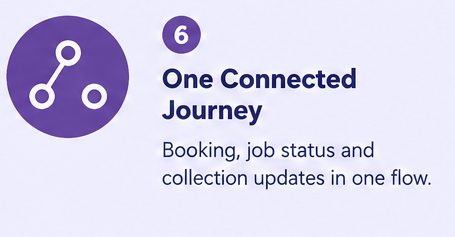 6
One Connected
Journey
Booking, job status and
collection updates in one flow.